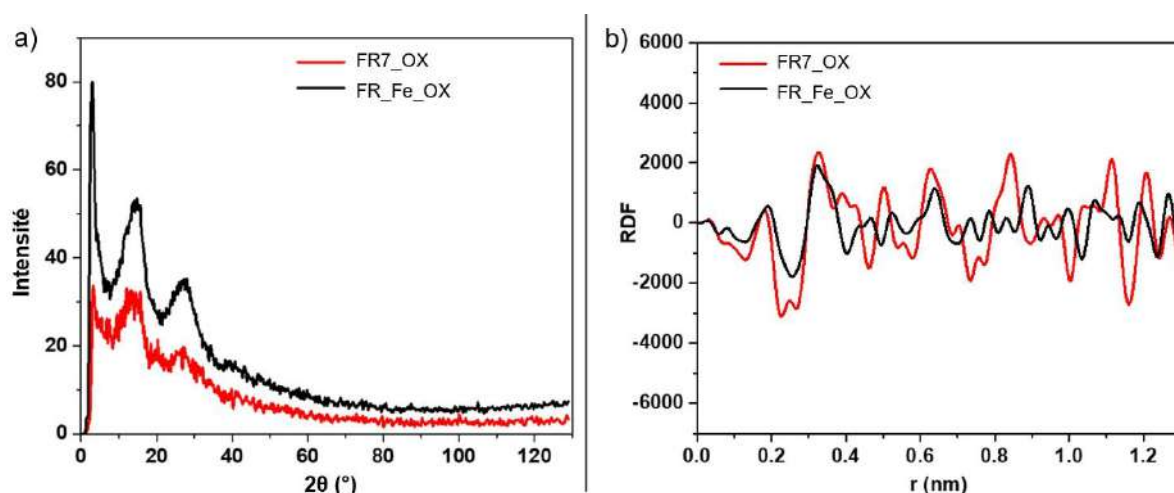 a)
FR7_OX
FR_Fe_OX
80
60
40
20
0
Intensité
0 20 40 60 80 100 120
2θ (°)
b)
FR7_OX
FR_Fe_OX
6000
4000
2000
0
-2000
-4000
-6000
RDF
0.0 0.2 0.4 0.6 0.8 1.0 1.2
r (nm)